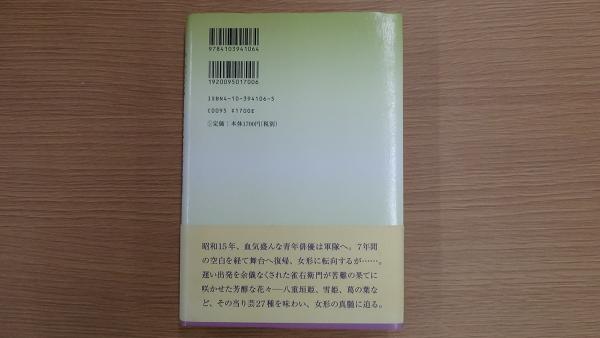 9784103941064
1920095017006
ISBN4-10-394106-5
C0095 ¥1700E
定価：本体1700円(税別)
昭和15年、血気盛んな青年俳優は軍隊へ。7年間
の空白を経て舞台へ復帰、女形に転向するが……。
遅い出発を余儀なくされた雀右衛門が苦難の果てに
咲かせた芳醇な花々──八重垣姫、雪姫、葛の葉な
ど、その当り芸27種を味わい、女形の真髄に迫る。